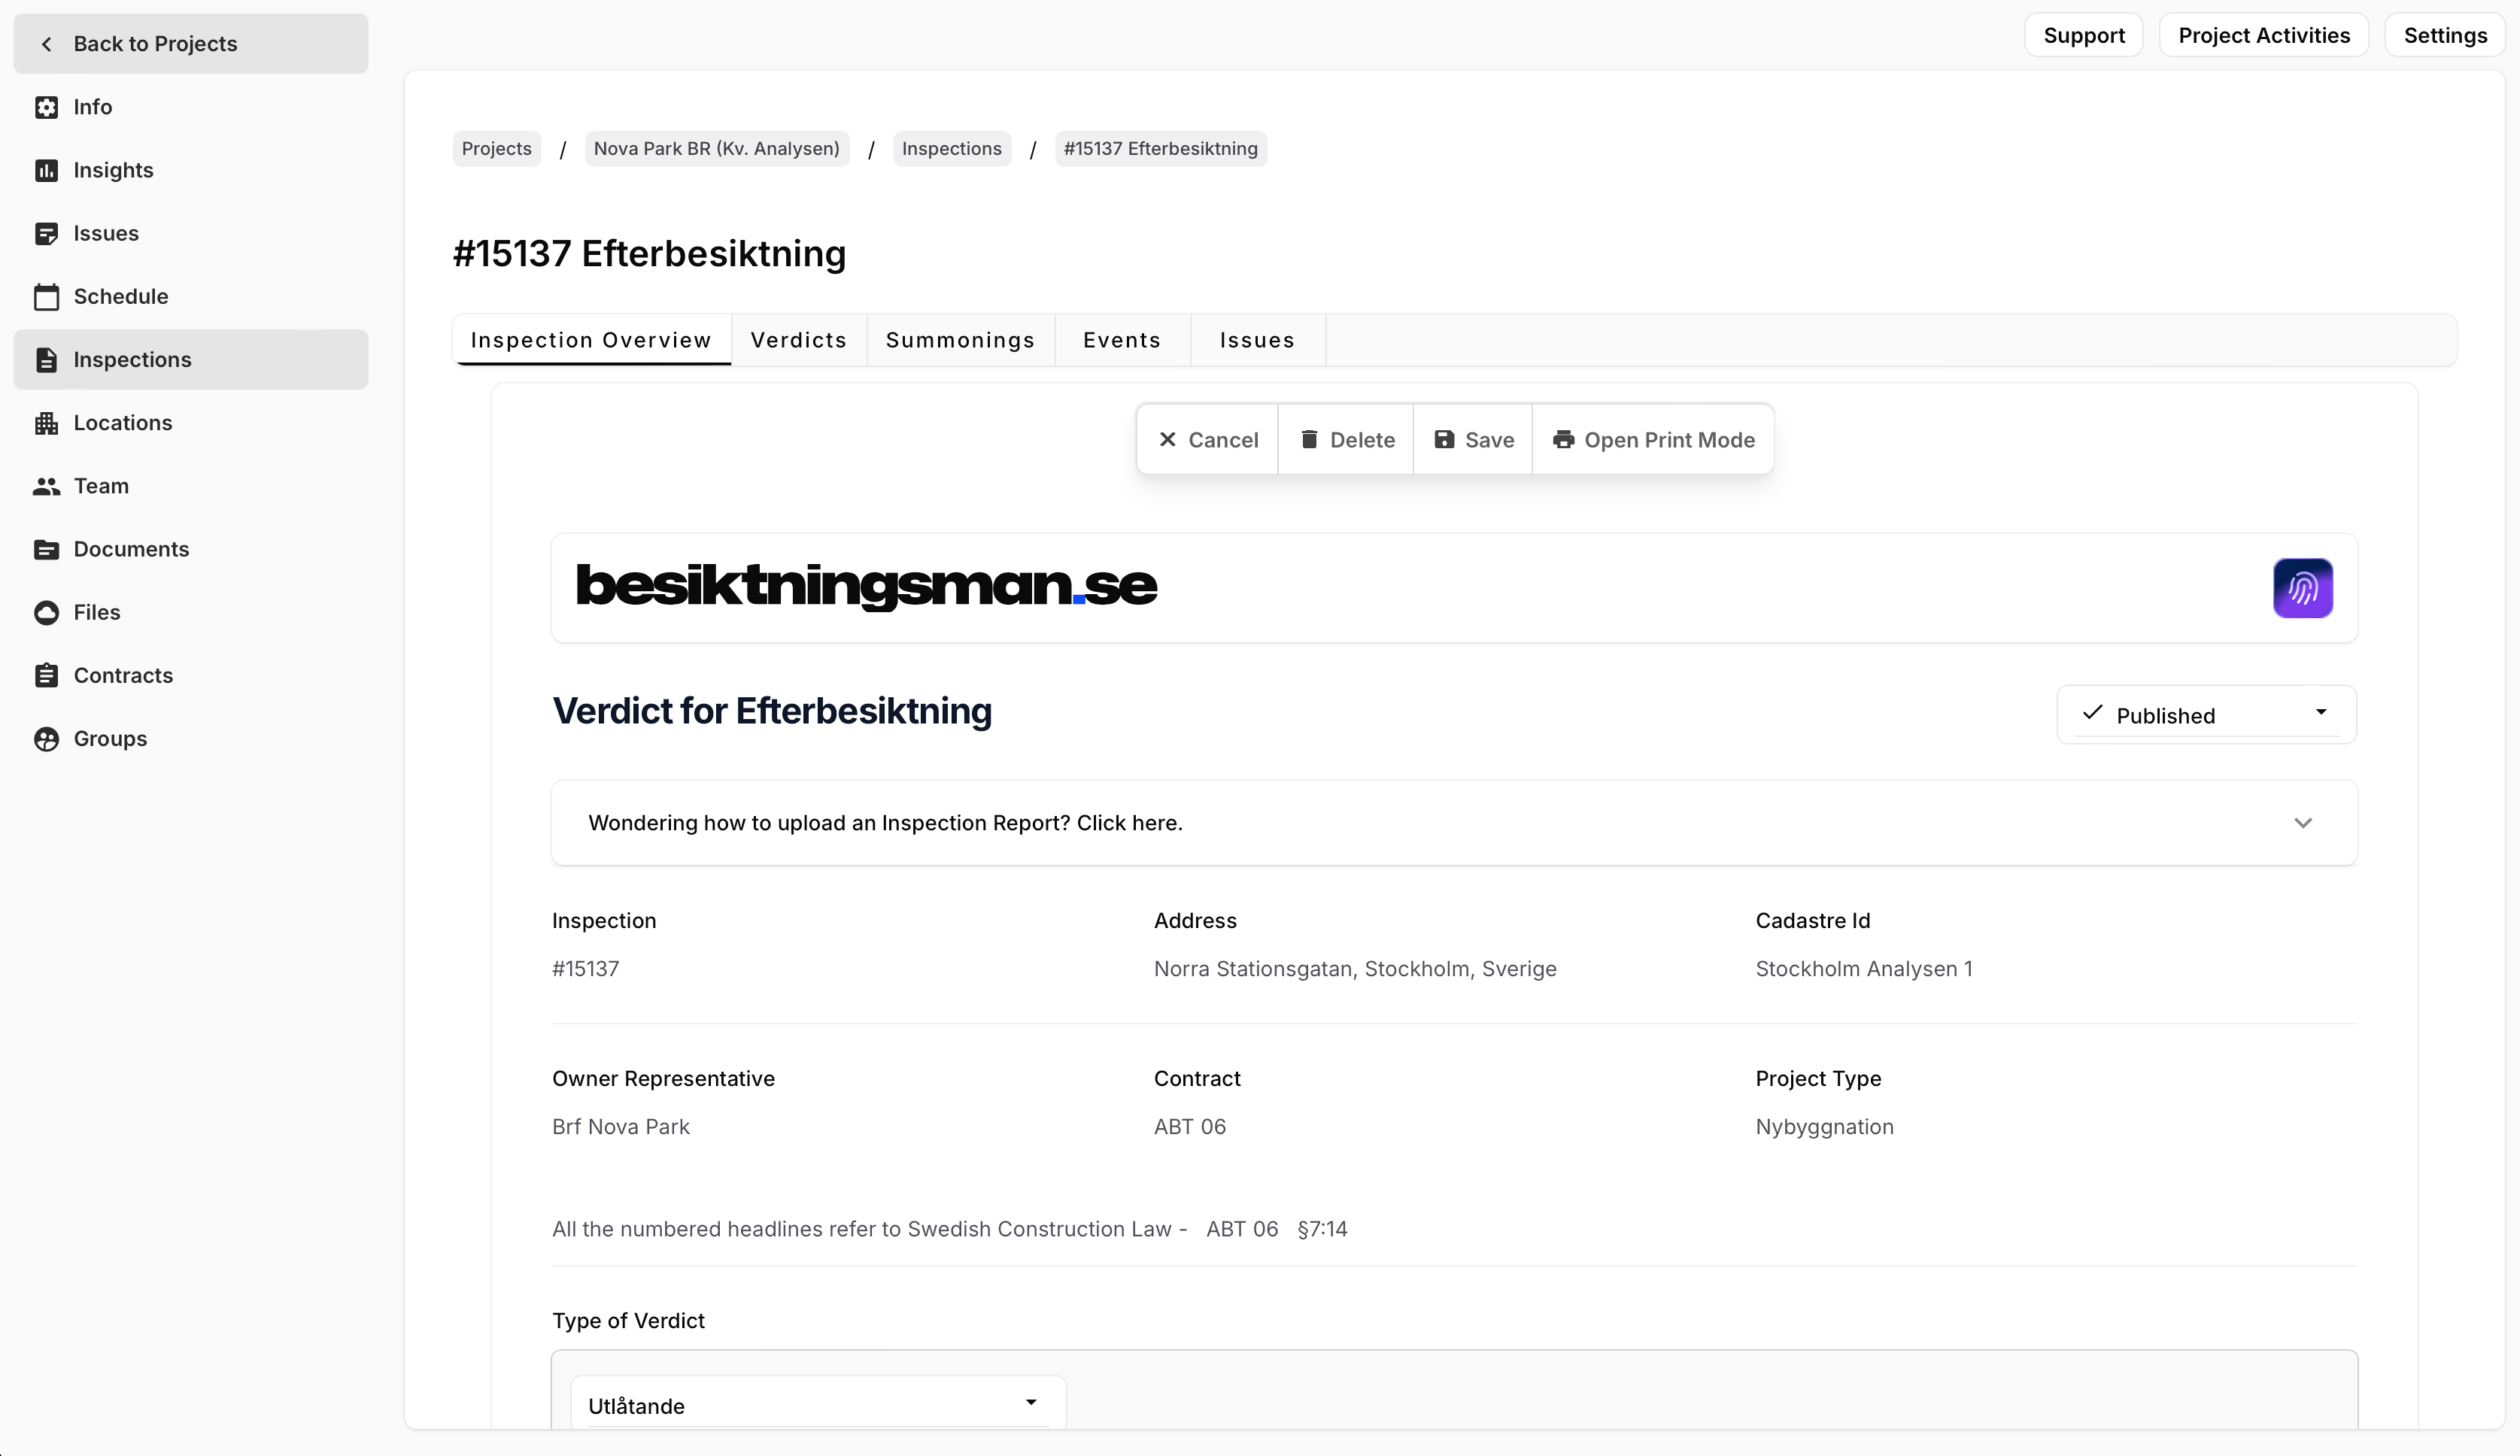 Back to Projects
Info
Insights
Issues
Schedule
Inspections
Locations
Team
Documents
Files
Contracts
Groups
Support
Project Activities
Settings
Projects / Nova Park BR (Kv. Analysen) / Inspections / #15137 Efterbesiktning
#15137 Efterbesiktning
Inspection Overview
Verdicts
Summonings
Events
Issues
Cancel
Delete
Save
Open Print Mode
besiktningsman.se
Verdict for Efterbesiktning
Published
Wondering how to upload an Inspection Report? Click here.
Inspection
#15137
Address
Norra Stationsgatan, Stockholm, Sverige
Cadastre Id
Stockholm Analysen 1
Owner Representative
Brf Nova Park
Contract
ABT 06
Project Type
Nybyggnation
All the numbered headlines refer to Swedish Construction Law - ABT 06 §7:14
Type of Verdict
Utlåtande